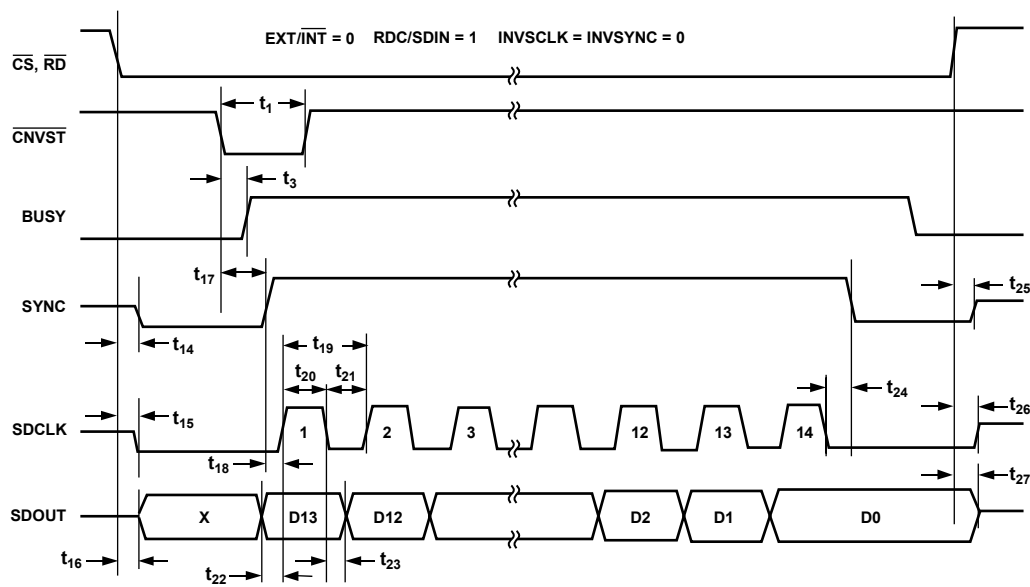 EXT/INT = 0 RDC/SDIN = 1 INVSCLK = INVSYNC = 0
CS, RD
t1
CNVST
t3
BUSY
t17
SYNC
t25
t14
t19
t20 t21
t24
t15
t26
SDCLK
1 2 3 12 13 14
t18
t27
SDOUT
X D13 D12 D2 D1 D0
t16
t22
t23